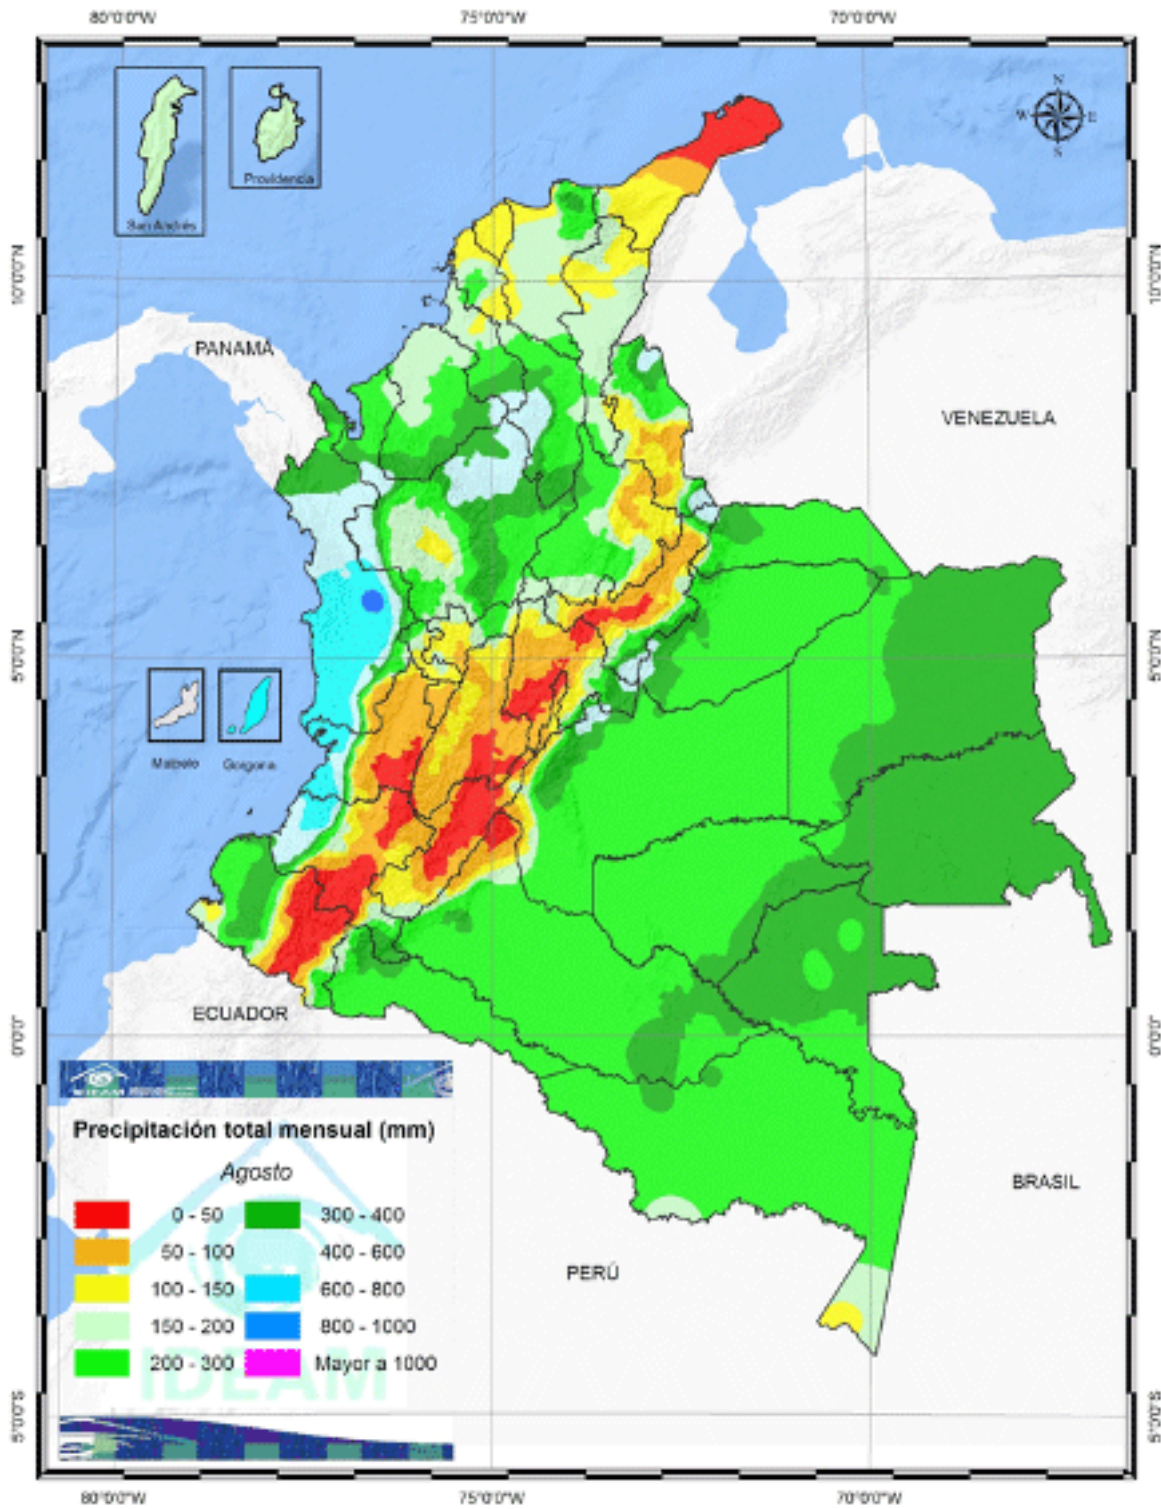 80°0'0"W 75°0'0"W 70°0'0"W
N
W E
S
San Andrés
Providencia
10°0'0"N 10°0'0"N
PANAMÁ
VENEZUELA
5°0'0"N 5°0'0"N
Malpelo Gorgona
ECUADOR
0°0'0" 0°0'0"
IDEAM
Precipitación total mensual (mm)
Agosto
0 - 50 300 - 400
50 - 100 400 - 600
100 - 150 600 - 800
150 - 200 800 - 1000
200 - 300 Mayor a 1000
IDEAM
BRASIL
PERÚ
5°0'0"S 5°0'0"S
80°0'0"W 75°0'0"W 70°0'0"W